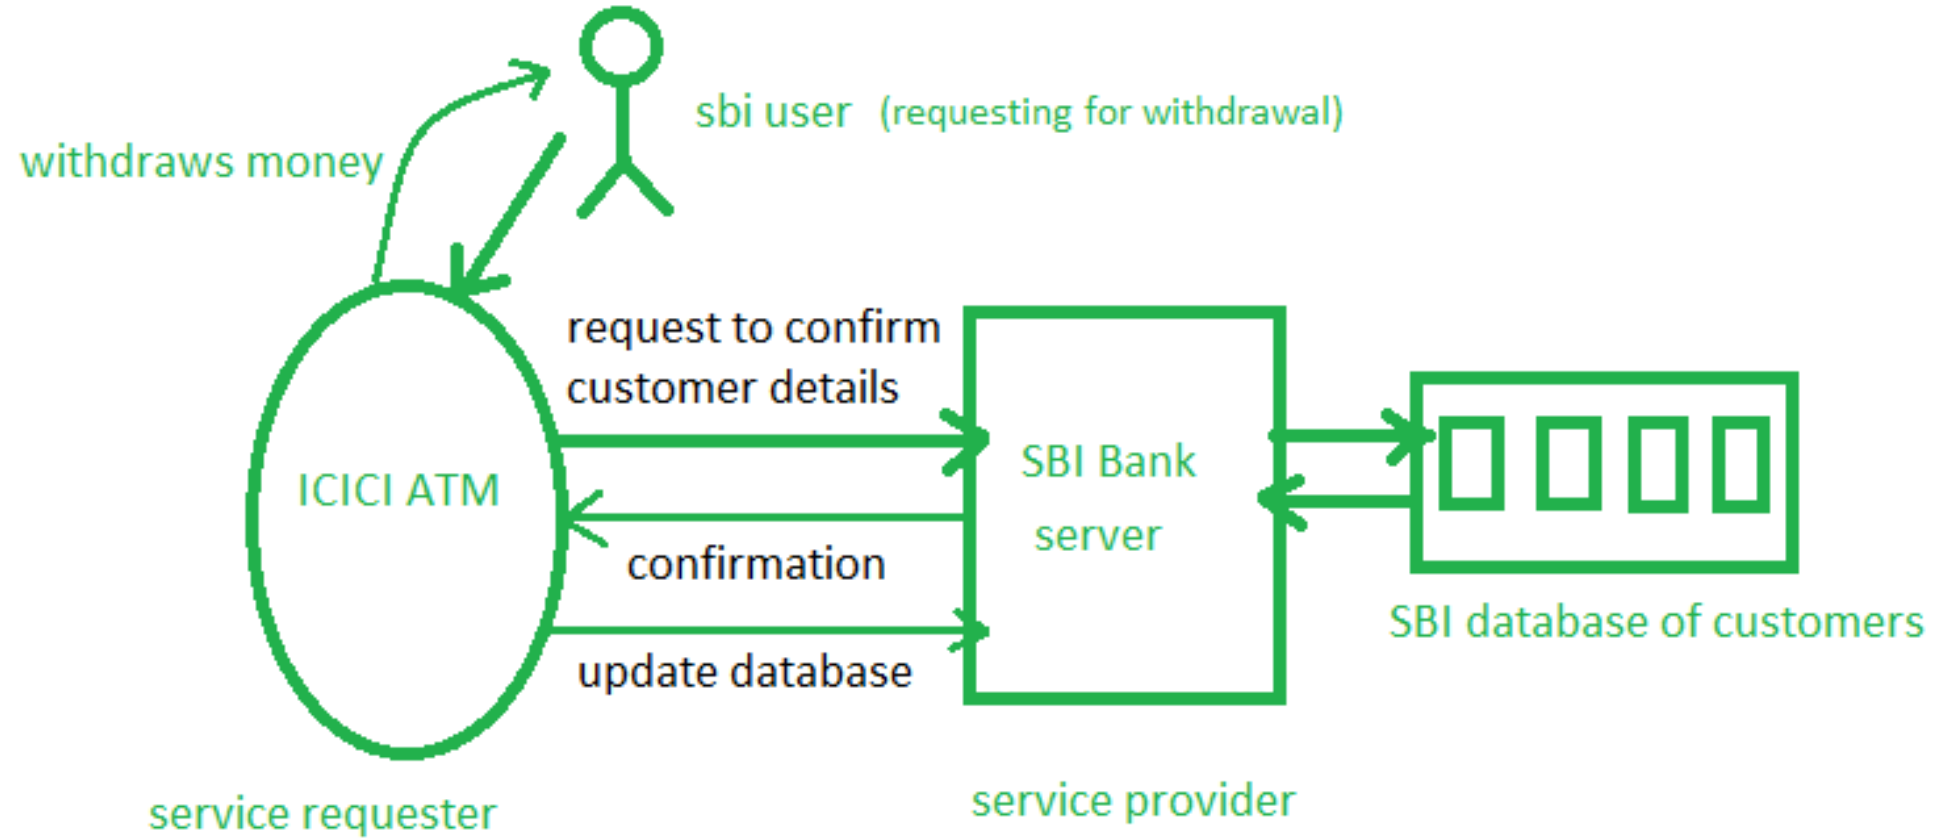 sbi user (requesting for withdrawal)
withdraws money
request to confirm
customer details
ICICI ATM
SBI Bank
server
confirmation
update database
SBI database of customers
service requester
service provider